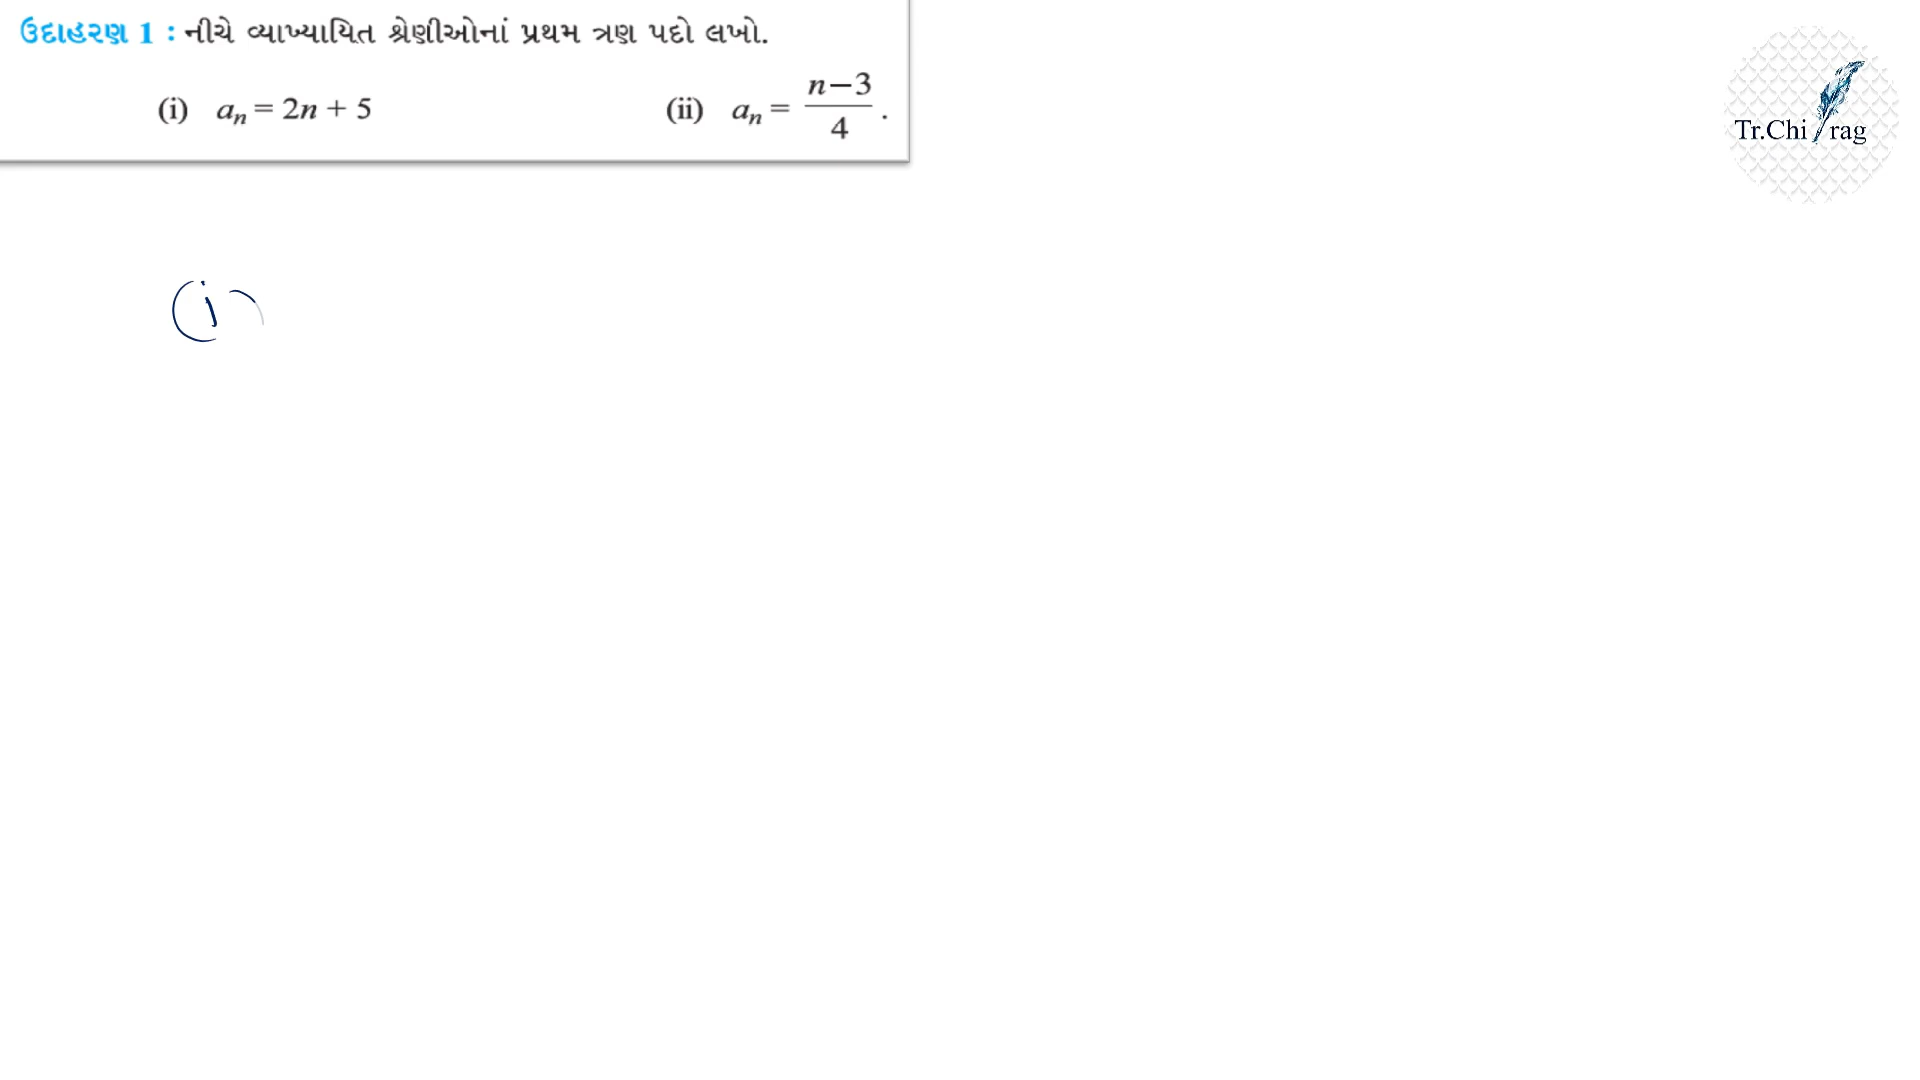 ઉદાહરણ 1 : નીચે વ્યાખ્યાયિત શ્રેણીઓનાં પ્રથમ ત્રણ પદો લખો.
(i) aₙ = 2n + 5 (ii) aₙ = (n−3)/4 .
Tr.Chirag
(i)